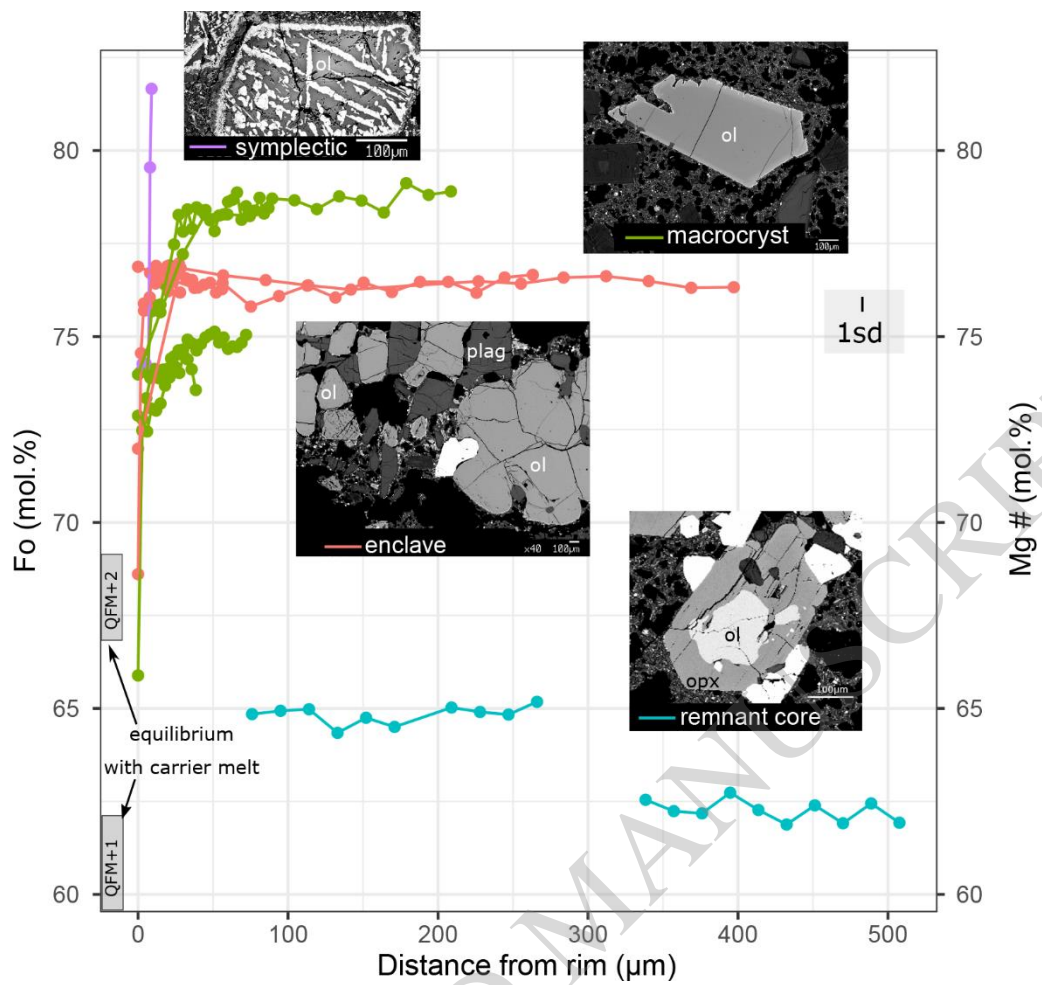 ol
symplectic
100µm
ol
macrocryst
100µm
80
80
75
75
70
70
65
65
60
60
1sd
plag
ol
ol
enclave
×40 100µm
QFM+2
equilibrium
with carrier melt
QFM+1
ol
opx
100µm
remnant core
Fo (mol.%)
Mg # (mol.%)
0
100
200
300
400
500
Distance from rim (µm)
MANUSCRIP